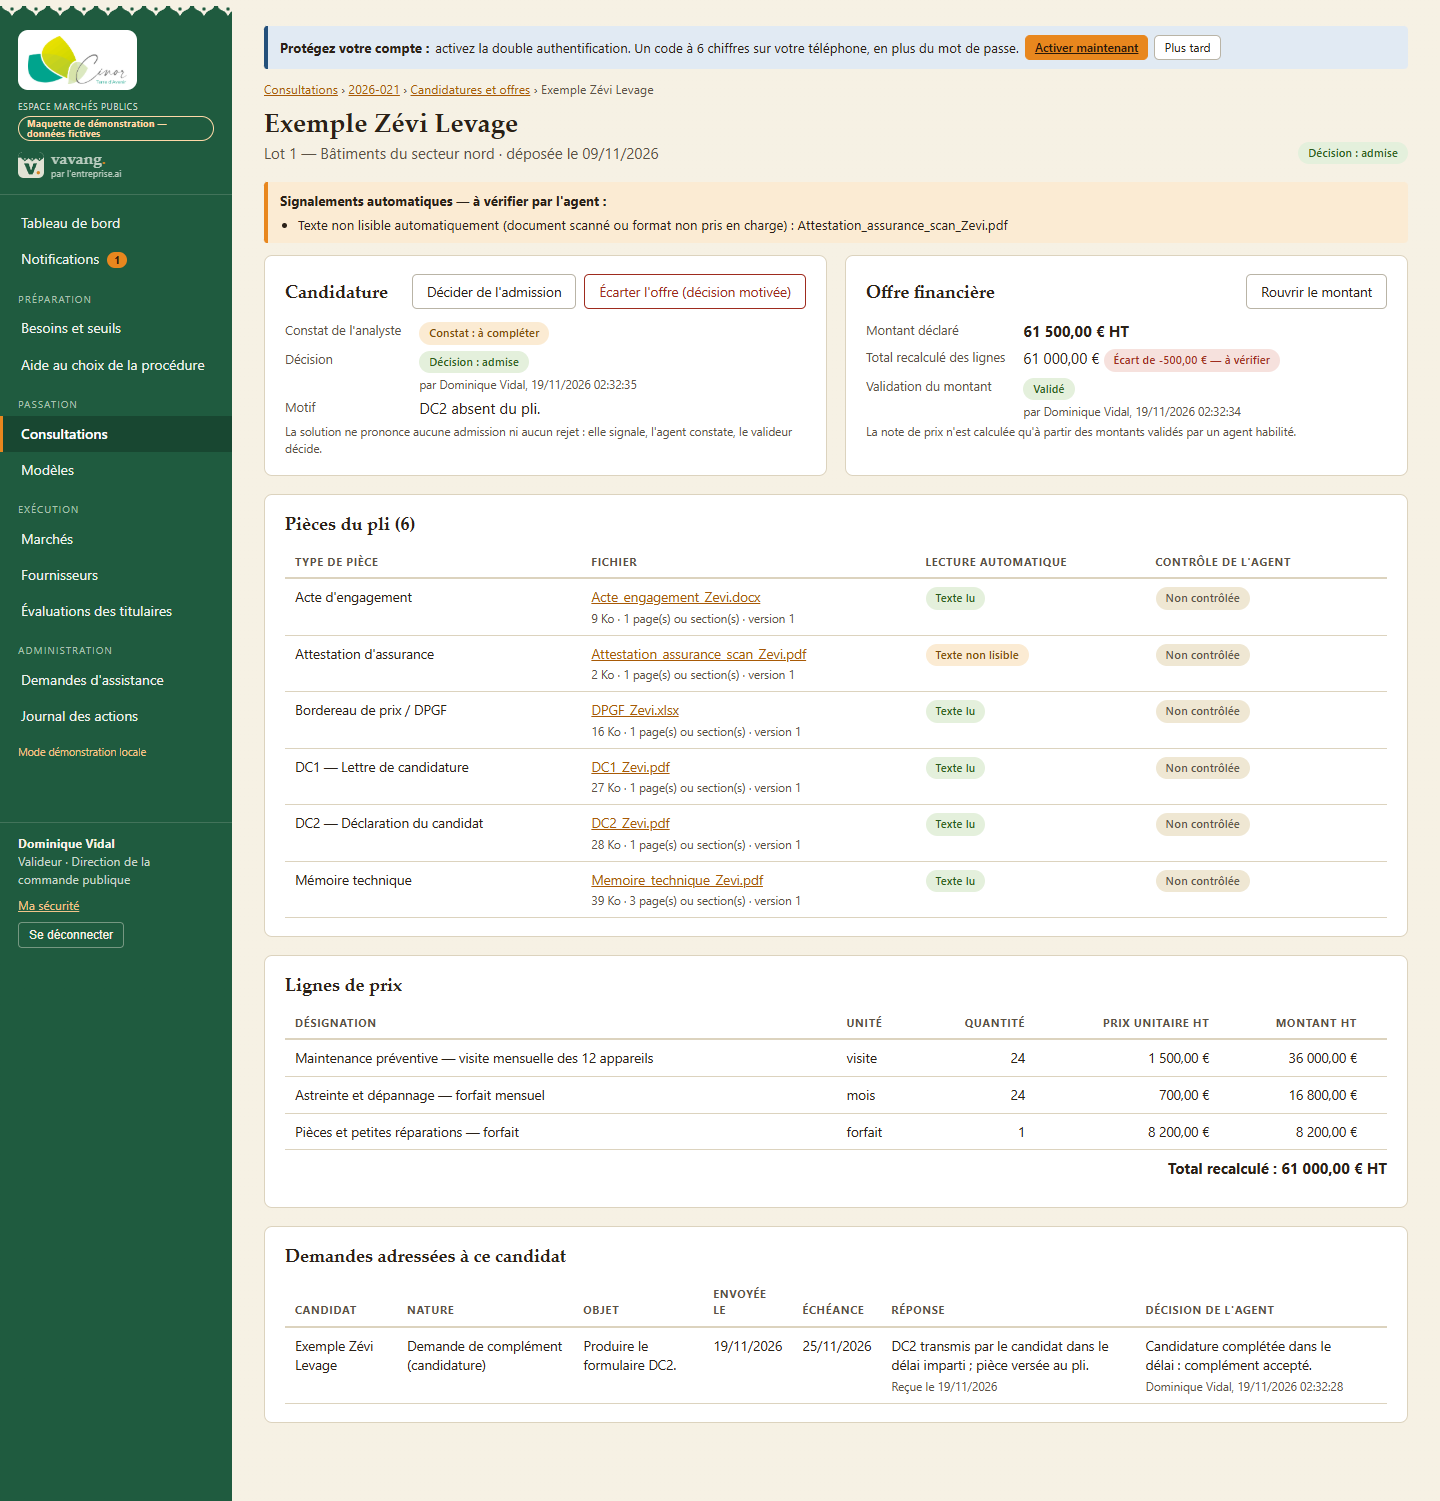 Cinor
ESPACE MARCHÉS PUBLICS
Maquette de démonstration —
données fictives
vavang.
par l'entreprise.ai
Tableau de bord
Notifications 1
PRÉPARATION
Besoins et seuils
Aide au choix de la procédure
PASSATION
Consultations
Modèles
EXÉCUTION
Marchés
Fournisseurs
Évaluations des titulaires
ADMINISTRATION
Demandes d'assistance
Journal des actions
Mode démonstration locale
Dominique Vidal
Valideur · Direction de la
commande publique
Ma sécurité
Se déconnecter
Protégez votre compte : activez la double authentification. Un code à 6 chiffres sur votre téléphone, en plus du mot de passe. Activer maintenant Plus tard
Consultations › 2026-021 › Candidatures et offres › Exemple Zévi Levage
Exemple Zévi Levage
Lot 1 — Bâtiments du secteur nord · déposée le 09/11/2026
Décision : admise
Signalements automatiques — à vérifier par l'agent :
• Texte non lisible automatiquement (document scanné ou format non pris en charge) : Attestation_assurance_scan_Zevi.pdf
Candidature Décider de l'admission Écarter l'offre (décision motivée)
Constat de l'analyste Constat : à compléter
Décision Décision : admise
par Dominique Vidal, 19/11/2026 02:32:35
Motif DC2 absent du pli.
La solution ne prononce aucune admission ni aucun rejet : elle signale, l'agent constate, le valideur
décide.
Offre financière Rouvrir le montant
Montant déclaré 61 500,00 € HT
Total recalculé des lignes 61 000,00 € Écart de -500,00 € — à vérifier
Validation du montant Validé
par Dominique Vidal, 19/11/2026 02:32:34
La note de prix n'est calculée qu'à partir des montants validés par un agent habilité.
Pièces du pli (6)
TYPE DE PIÈCE FICHIER LECTURE AUTOMATIQUE CONTRÔLE DE L'AGENT
Acte d'engagement Acte_engagement_Zevi.docx Texte lu Non contrôlée
9 Ko · 1 page(s) ou section(s) · version 1
Attestation d'assurance Attestation_assurance_scan_Zevi.pdf Texte non lisible Non contrôlée
2 Ko · 1 page(s) ou section(s) · version 1
Bordereau de prix / DPGF DPGF_Zevi.xlsx Texte lu Non contrôlée
16 Ko · 1 page(s) ou section(s) · version 1
DC1 — Lettre de candidature DC1_Zevi.pdf Texte lu Non contrôlée
27 Ko · 1 page(s) ou section(s) · version 1
DC2 — Déclaration du candidat DC2_Zevi.pdf Texte lu Non contrôlée
28 Ko · 1 page(s) ou section(s) · version 1
Mémoire technique Memoire_technique_Zevi.pdf Texte lu Non contrôlée
39 Ko · 3 page(s) ou section(s) · version 1
Lignes de prix
DÉSIGNATION UNITÉ QUANTITÉ PRIX UNITAIRE HT MONTANT HT
Maintenance préventive — visite mensuelle des 12 appareils visite 24 1 500,00 € 36 000,00 €
Astreinte et dépannage — forfait mensuel mois 24 700,00 € 16 800,00 €
Pièces et petites réparations — forfait forfait 1 8 200,00 € 8 200,00 €
Total recalculé : 61 000,00 € HT
Demandes adressées à ce candidat
CANDIDAT NATURE OBJET ENVOYÉE LE ÉCHÉANCE RÉPONSE DÉCISION DE L'AGENT
Exemple Zévi Demande de complément Produire le 19/11/2026 25/11/2026 DC2 transmis par le candidat dans le Candidature complétée dans le
Levage (candidature) formulaire DC2. délai imparti ; pièce versée au pli. délai : complément accepté.
Reçue le 19/11/2026 Dominique Vidal, 19/11/2026 02:32:28